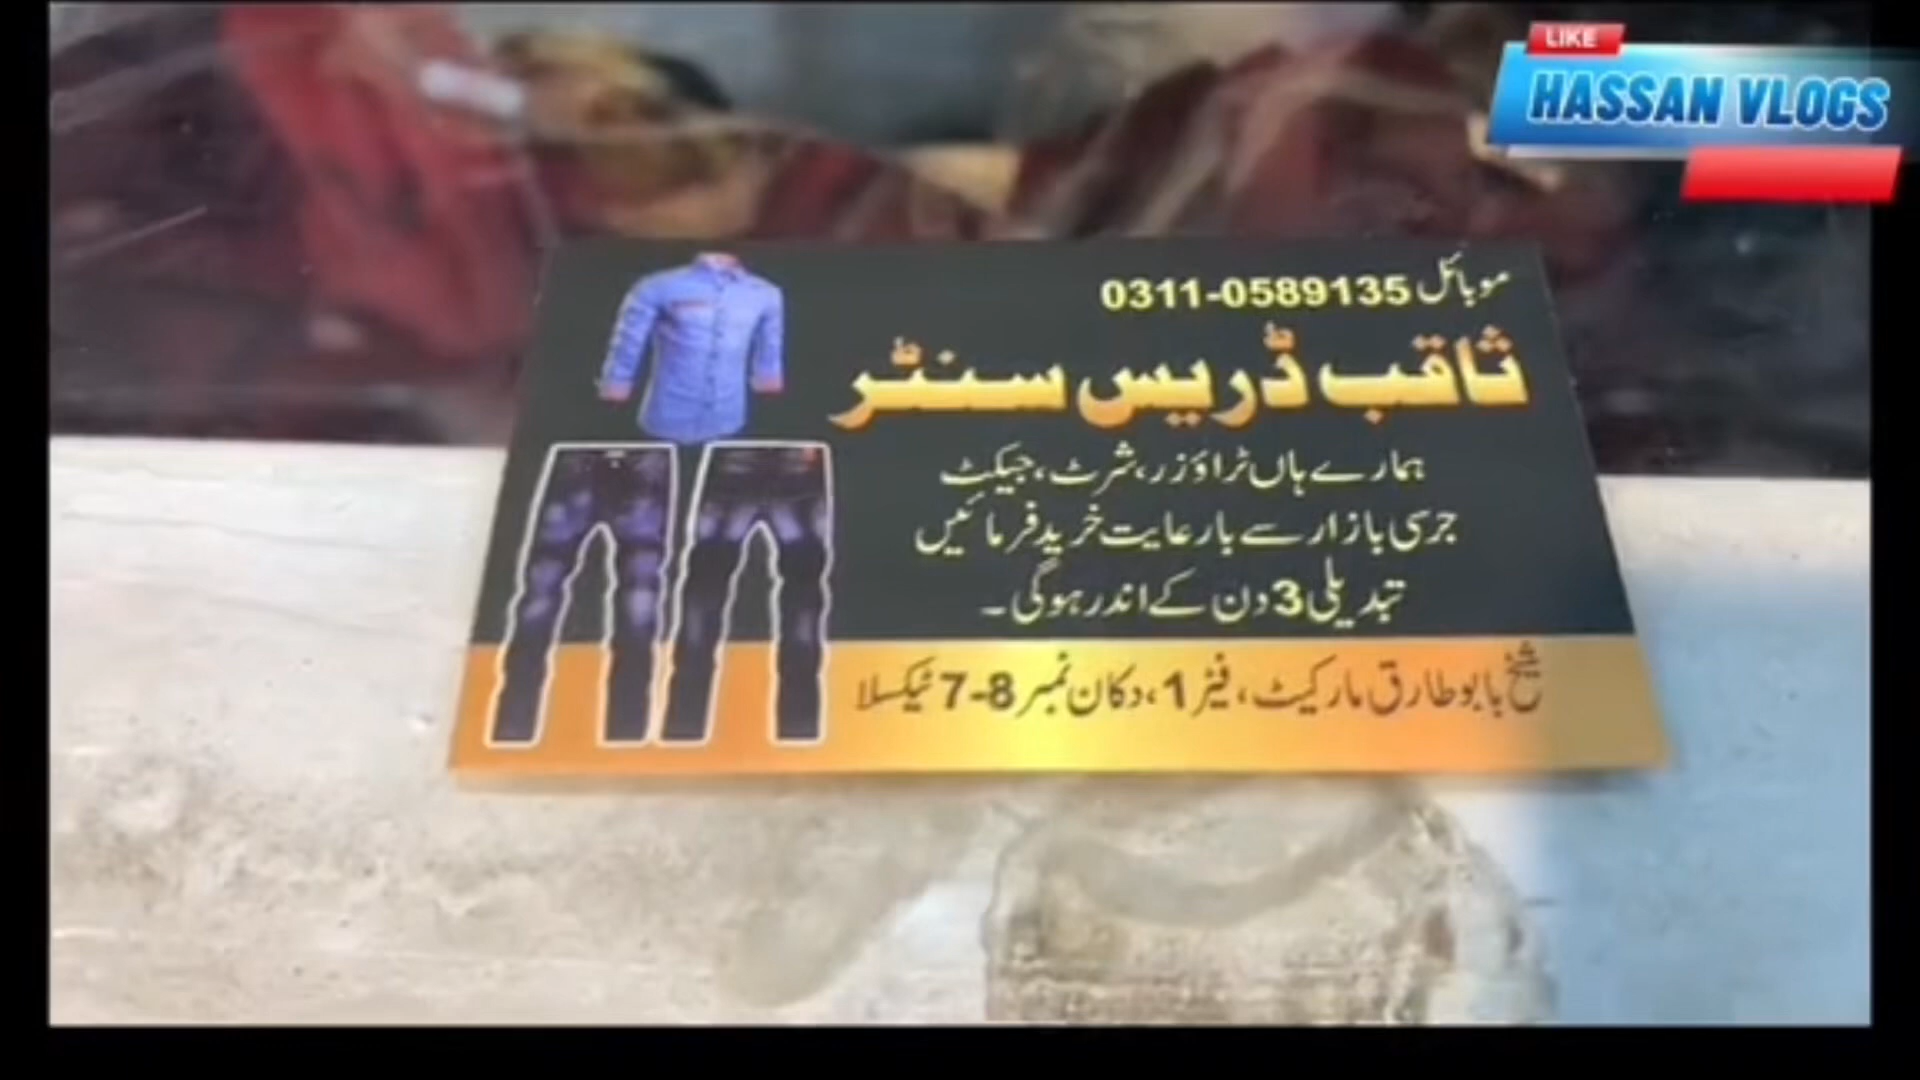 LIKE
HASSAN VLOGS
موبائل 0311-0589135
ثاقب ڈریس سنٹر
ہمارے ہاں ٹراؤزر، شرٹ، جیکٹ
جرسی بازار سے بارعایت خرید فرمائیں
تبدیلی 3 دن کے اندر ہوگی۔
شیخ بابو طارق مارکیٹ، فیز 1، دکان نمبر 8-7 ٹیکسلا